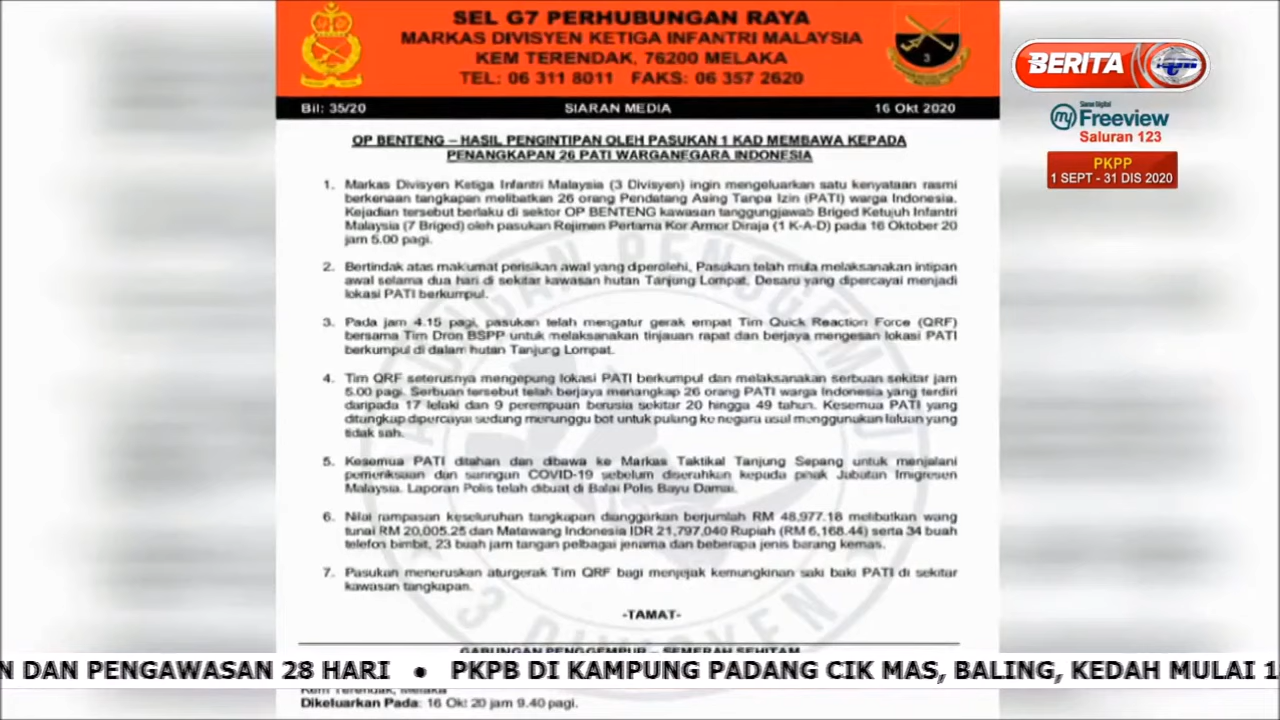 SEL G7 PERHUBUNGAN RAYA
MARKAS DIVISYEN KETIGA INFANTRI MALAYSIA
KEM TERENDAK, 76200 MELAKA
TEL: 06 311 8011 FAKS: 06 357 2620
3
BERITA
Siaran Digital
my Freeview
Saluran 123
PKPP
1 SEPT - 31 DIS 2020
Bil: 35/20 SIARAN MEDIA 16 Okt 2020
OP BENTENG – HASIL PENGINTIPAN OLEH PASUKAN 1 KAD MEMBAWA KEPADA
PENANGKAPAN 26 PATI WARGANEGARA INDONESIA
1. Markas Divisyen Ketiga Infantri Malaysia (3 Divisyen) ingin mengeluarkan satu kenyataan rasmi
berkenaan tangkapan melibatkan 26 orang Pendatang Asing Tanpa Izin (PATI) warga Indonesia.
Kejadian tersebut berlaku di sektor OP BENTENG kawasan tanggungjawab Briged Ketujuh Infantri
Malaysia (7 Briged) oleh pasukan Rejimen Pertama Kor Armor Diraja (1 K-A-D) pada 16 Oktober 20
jam 5.00 pagi.
2. Bertindak atas maklumat perisikan awal yang diperolehi, Pasukan telah mula melaksanakan intipan
awal selama dua hari di sekitar kawasan hutan Tanjung Lompat, Desaru yang dipercayai menjadi
lokasi PATI berkumpul.
3. Pada jam 4.15 pagi, pasukan telah mengatur gerak empat Tim Quick Reaction Force (QRF)
bersama Tim Dron BSPP untuk melaksanakan tinjauan rapat dan berjaya mengesan lokasi PATI
berkumpul di dalam hutan Tanjung Lompat.
4. Tim QRF seterusnya mengepung lokasi PATI berkumpul dan melaksanakan serbuan sekitar jam
5.00 pagi. Serbuan tersebut telah berjaya menangkap 26 orang PATI warga Indonesia yang terdiri
daripada 17 lelaki dan 9 perempuan berusia sekitar 20 hingga 49 tahun. Kesemua PATI yang
ditangkap dipercayai sedang menunggu bot untuk pulang ke negara asal menggunakan laluan yang
tidak sah.
5. Kesemua PATI ditahan dan dibawa ke Markas Taktikal Tanjung Sepang untuk menjalani
pemeriksaan dan saringan COVID-19 sebelum diserahkan kepada pihak Jabatan Imigresen
Malaysia. Laporan Polis telah dibuat di Balai Polis Bayu Damai.
6. Nilai rampasan keseluruhan tangkapan dianggarkan berjumlah RM 48,977.18 melibatkan wang
tunai RM 20,005.25 dan Matawang Indonesia IDR 21,797,040 Rupiah (RM 6,168.44) serta 34 buah
telefon bimbit, 23 buah jam tangan pelbagai jenama dan beberapa jenis barang kemas.
7. Pasukan meneruskan aturgerak Tim QRF bagi menjejak kemungkinan saki baki PATI di sekitar
kawasan tangkapan.
-TAMAT-
GABUNGAN PENGGEMPUR – SEMERAH SEHITAM
N DAN PENGAWASAN 28 HARI • PKPB DI KAMPUNG PADANG CIK MAS, BALING, KEDAH MULAI 1
Kem Terendak, Melaka
Dikeluarkan Pada: 16 Okt 20 jam 9.40 pagi.